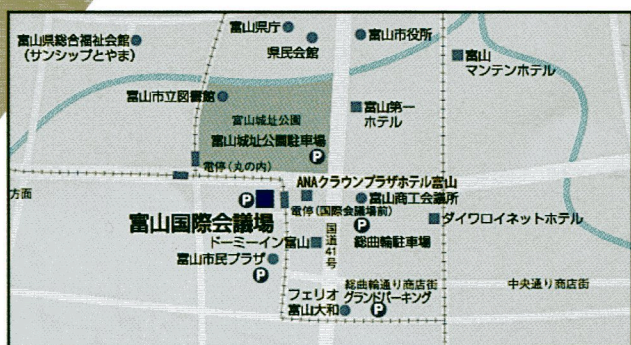 富山県庁
富山市役所
富山県総合福祉会館
(サンシップとやま)
県民会館
富山
マンテンホテル
富山市立図書館
富山第一
ホテル
富山城址公園
富山城址公園駐車場
P
電停(丸の内)
ANAクラウンプラザホテル富山
方面
P
富山商工会議所
電停(国際会議場前)
富山国際会議場
P
ダイワロイネットホテル
ドーミーイン富山
国道41号
総曲輪駐車場
富山市民プラザ
P
総曲輪通り商店街
中央通り商店街
フェリオ
富山大和
グランドパーキング
P